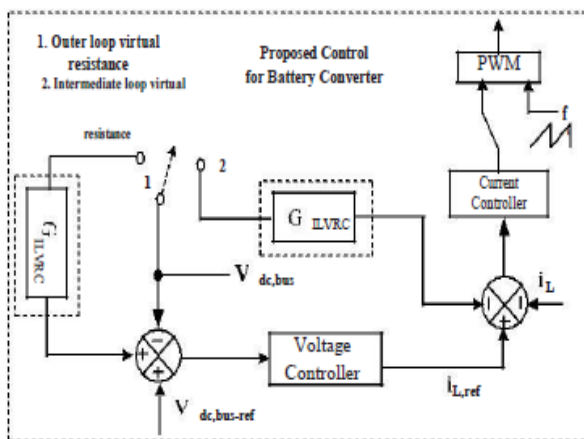 1. Outer loop virtual
resistance
2. Intermediate loop virtual
resistance
Proposed Control
for Battery Converter
PWM
f
1
2
G ILVRC
G ILVRC
Current
Controller
V dc,bus
i L
Voltage
Controller
i L,ref
V dc,bus-ref